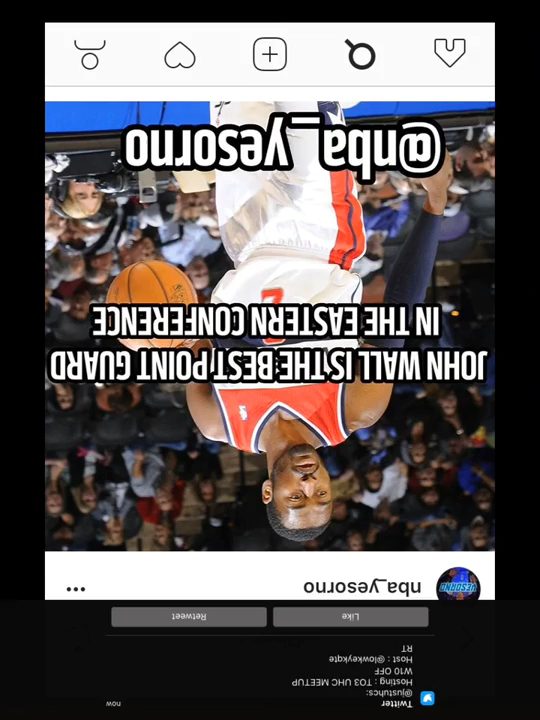 Twitter
now
@justuhcs:
Hosting : TO3 UHC MEETUP
W10 OFF
Host : @lowkeykqte
RT
Like
Retweet
YESORNO
nba_yesorno
JOHN WALL IS THE BEST POINT GUARD
IN THE EASTERN CONFERENCE
@nba_yesorno